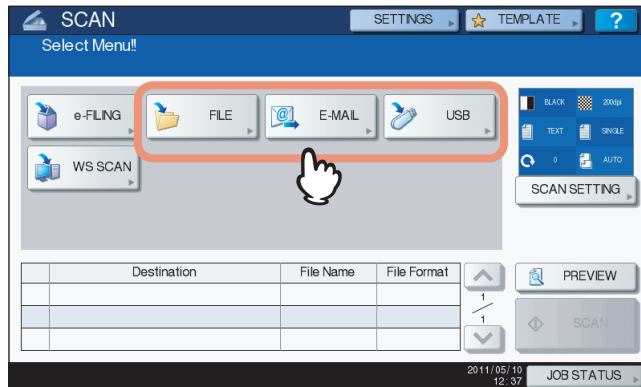 SCAN
SETTINGS
TEMPLATE
?
Select Menu!!
e-FILING
FILE
E-MAIL
USB
WS SCAN
BLACK
200dpi
TEXT
SINGLE
0
AUTO
SCAN SETTING
Destination
File Name
File Format
1
1
PREVIEW
SCAN
2011/05/10
12:37
JOB STATUS